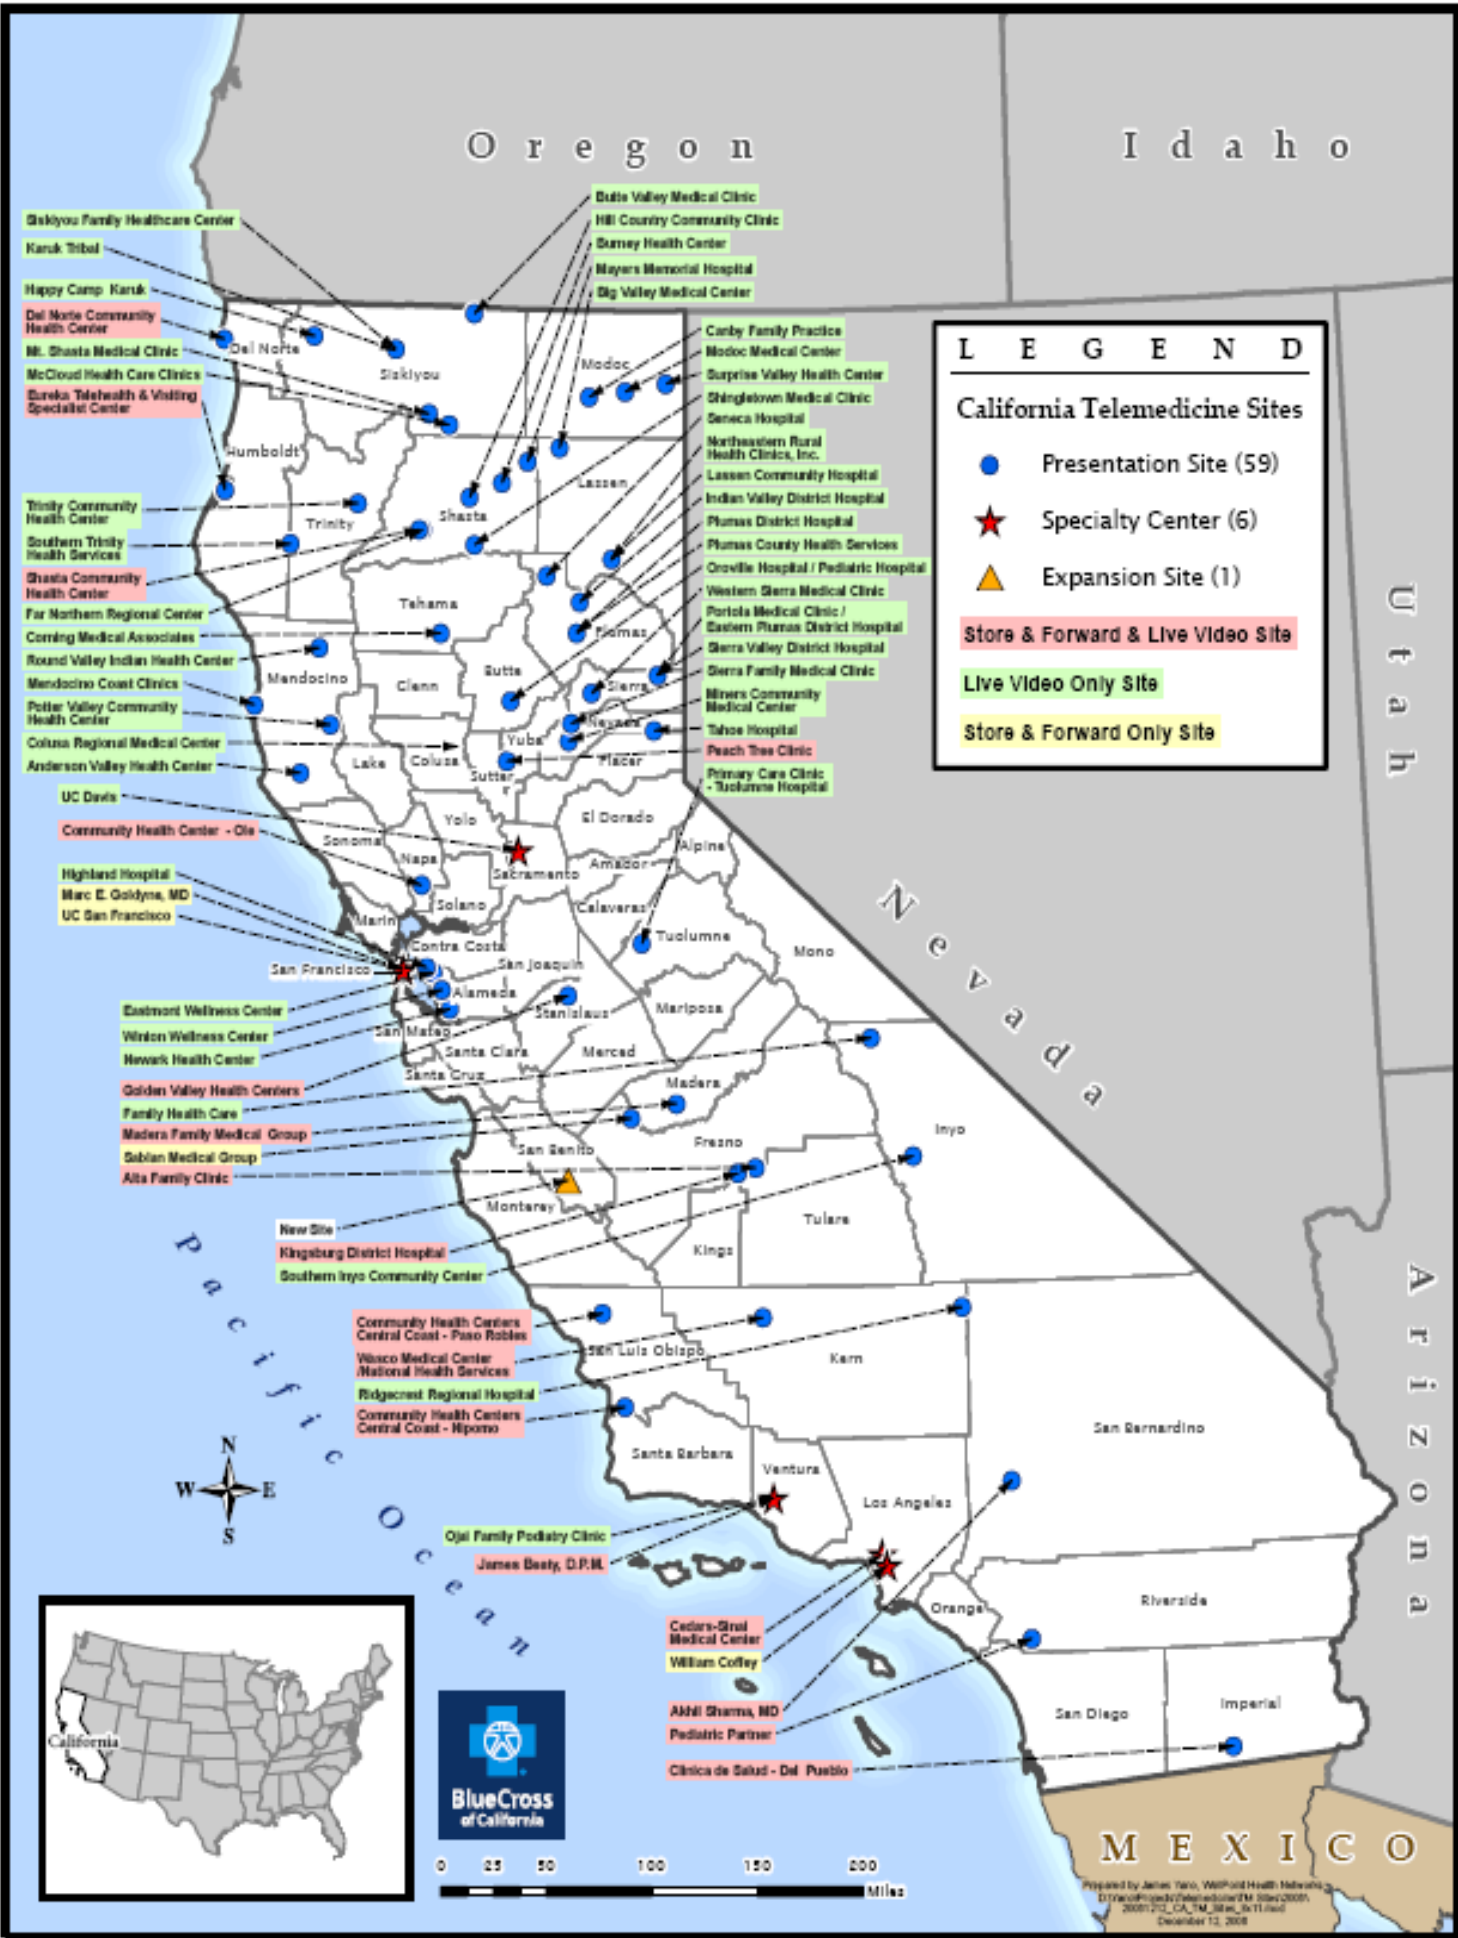 Oregon
Idaho
Butte Valley Medical Clinic
Hill Country Community Clinic
Burney Health Center
Mayers Memorial Hospital
Big Valley Medical Center
Siskiyou Family Healthcare Center
Karuk Tribal
Happy Camp Karuk
Del Norte Community
Health Center
Mt. Shasta Medical Clinic
McCloud Health Care Clinics
Eureka Telehealth & Visiting
Specialist Center
Trinity Community
Health Center
Southern Trinity
Health Services
Shasta Community
Health Center
Far Northern Regional Center
Corning Medical Associates
Round Valley Indian Health Center
Mendocino Coast Clinics
Potter Valley Community
Health Center
Colusa Regional Medical Center
Anderson Valley Health Center
UC Davis
Community Health Center - Ole
Highland Hospital
Marc E. Goldyne, MD
UC San Francisco
Canby Family Practice
Modoc Medical Center
Surprise Valley Health Center
Shingletown Medical Clinic
Seneca Hospital
Northeastern Rural
Health Clinics, Inc.
Lassen Community Hospital
Indian Valley District Hospital
Plumas District Hospital
Plumas County Health Services
Oroville Hospital / Pediatric Hospital
Western Sierra Medical Clinic
Portola Medical Clinic /
Eastern Plumas District Hospital
Sierra Valley District Hospital
Sierra Family Medical Clinic
Miners Community
Medical Center
Tahoe Hospital
Peach Tree Clinic
Primary Care Clinic
- Tuolumne Hospital
LEGEND
California Telemedicine Sites
Presentation Site (59)
Specialty Center (6)
Expansion Site (1)
Store & Forward & Live Video Site
Live Video Only Site
Store & Forward Only Site
Utah
Nevada
Arizona
Del Norte
Siskiyou
Modoc
Humboldt
Trinity
Shasta
Lassen
Tehama
Plumas
Mendocino
Glenn
Butte
Sierra
Nevada
Yuba
Placer
Lake
Colusa
Sutter
Yolo
El Dorado
Sonoma
Napa
Sacramento
Amador
Alpine
Solano
Calaveras
Marin
Contra Costa
Tuolumne
Mono
San Francisco
San Joaquin
Alameda
Stanislaus
Mariposa
San Mateo
Santa Clara
Merced
Santa Cruz
Madera
Fresno
San Benito
Inyo
Monterey
Tulare
Kings
San Luis Obispo
Kern
San Bernardino
Santa Barbara
Ventura
Los Angeles
Orange
Riverside
San Diego
Imperial
Eastmont Wellness Center
Winton Wellness Center
Newark Health Center
Golden Valley Health Centers
Family Health Care
Madera Family Medical Group
Sablan Medical Group
Alta Family Clinic
New Site
Kingsburg District Hospital
Southern Inyo Community Center
Community Health Centers
Central Coast - Paso Robles
Wasco Medical Center
/National Health Services
Ridgecrest Regional Hospital
Community Health Centers
Central Coast - Nipomo
Ojai Family Podiatry Clinic
James Beaty, D.P.M.
Cedars-Sinai
Medical Center
William Coffey
Akhil Sharma, MD
Pediatric Partner
Clinica de Salud - Del Pueblo
Pacific Ocean
N
W E
S
California
BlueCross
of California
0 25 50 100 150 200
Miles
MEXICO
Prepared by James Yano, WellPoint Health Networks
December 12, 2008